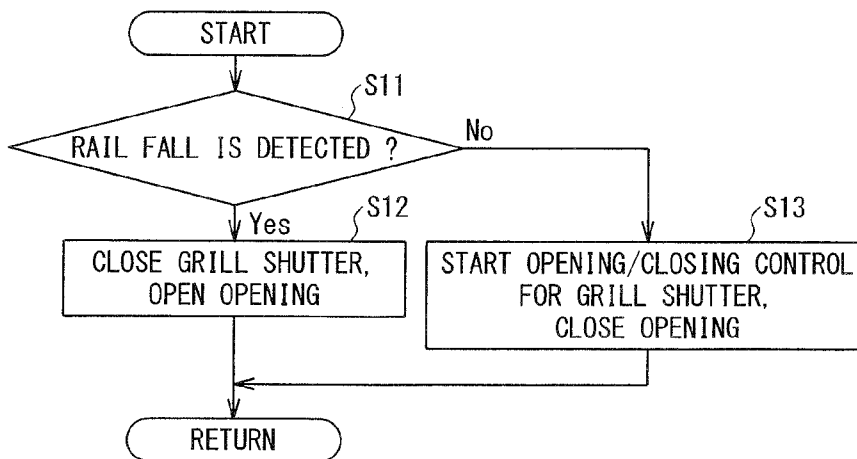 START
S11
RAIL FALL IS DETECTED ?
No
Yes
S12
CLOSE GRILL SHUTTER,
OPEN OPENING
S13
START OPENING/CLOSING CONTROL
FOR GRILL SHUTTER,
CLOSE OPENING
RETURN